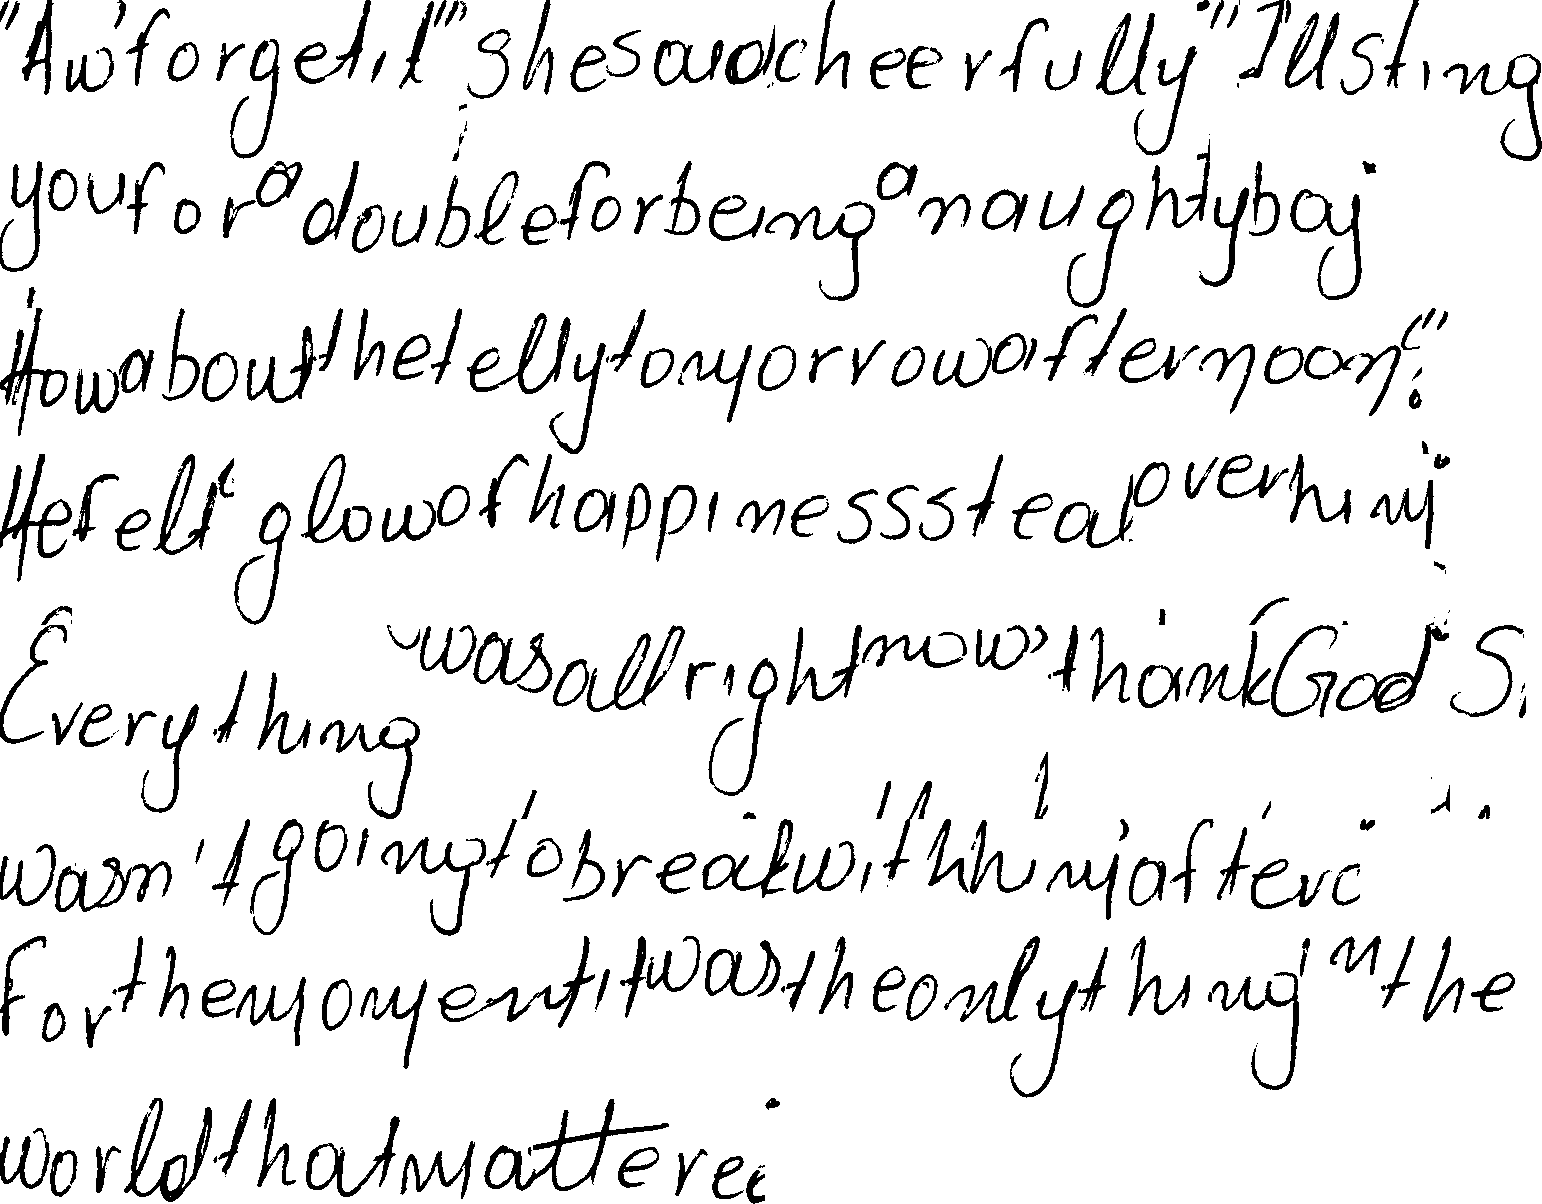 "Aw forget it" she said cheerfully "I'll sting
you for a double for being a naughty boy
How about the telly tomorrow afternoon?"
He felt glow of happiness steal over him
Everything was all right now thank God Si
wasn't going to break with him after
for the moment it was the only thing in the
world that mattere